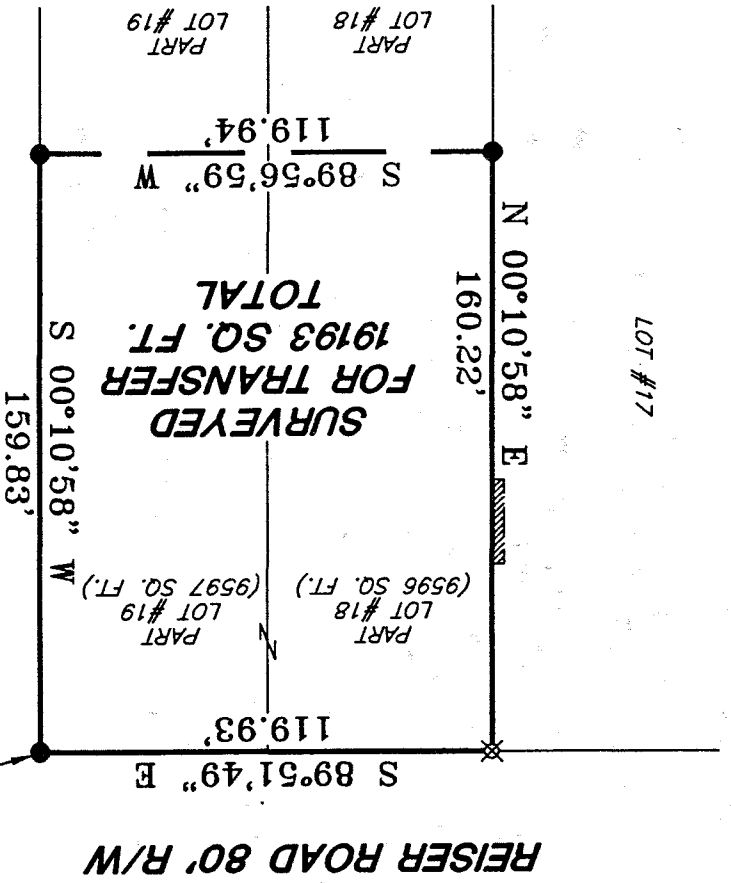 REISER ROAD 80' R/W
S 89°51'49" E
119.93'
PART
LOT #18
(9596 SQ. FT.)
PART
LOT #19
(9597 SQ. FT.)
N 00°10'58" E
160.22'
LOT #17
SURVEYED
FOR TRANSFER
19193 SQ. FT.
TOTAL
S 00°10'58" W
159.83'
S 89°56'59" W
119.94'
PART
LOT #18
PART
LOT #19